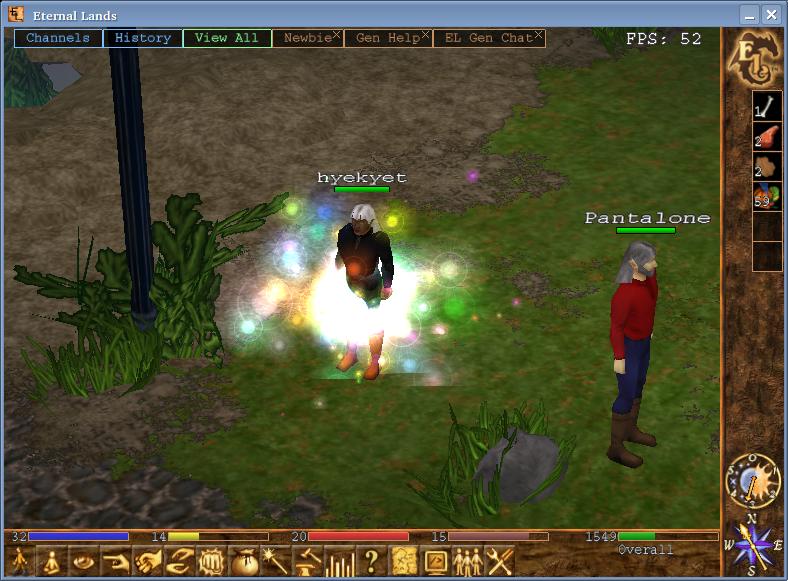 Eternal Lands
Channels History View All Newbie Gen Help EL Gen Chat
FPS: 52
hyekyet
Pantalone
1
2
2
59
32 14 20 15 1549
Overall
N
W E
S